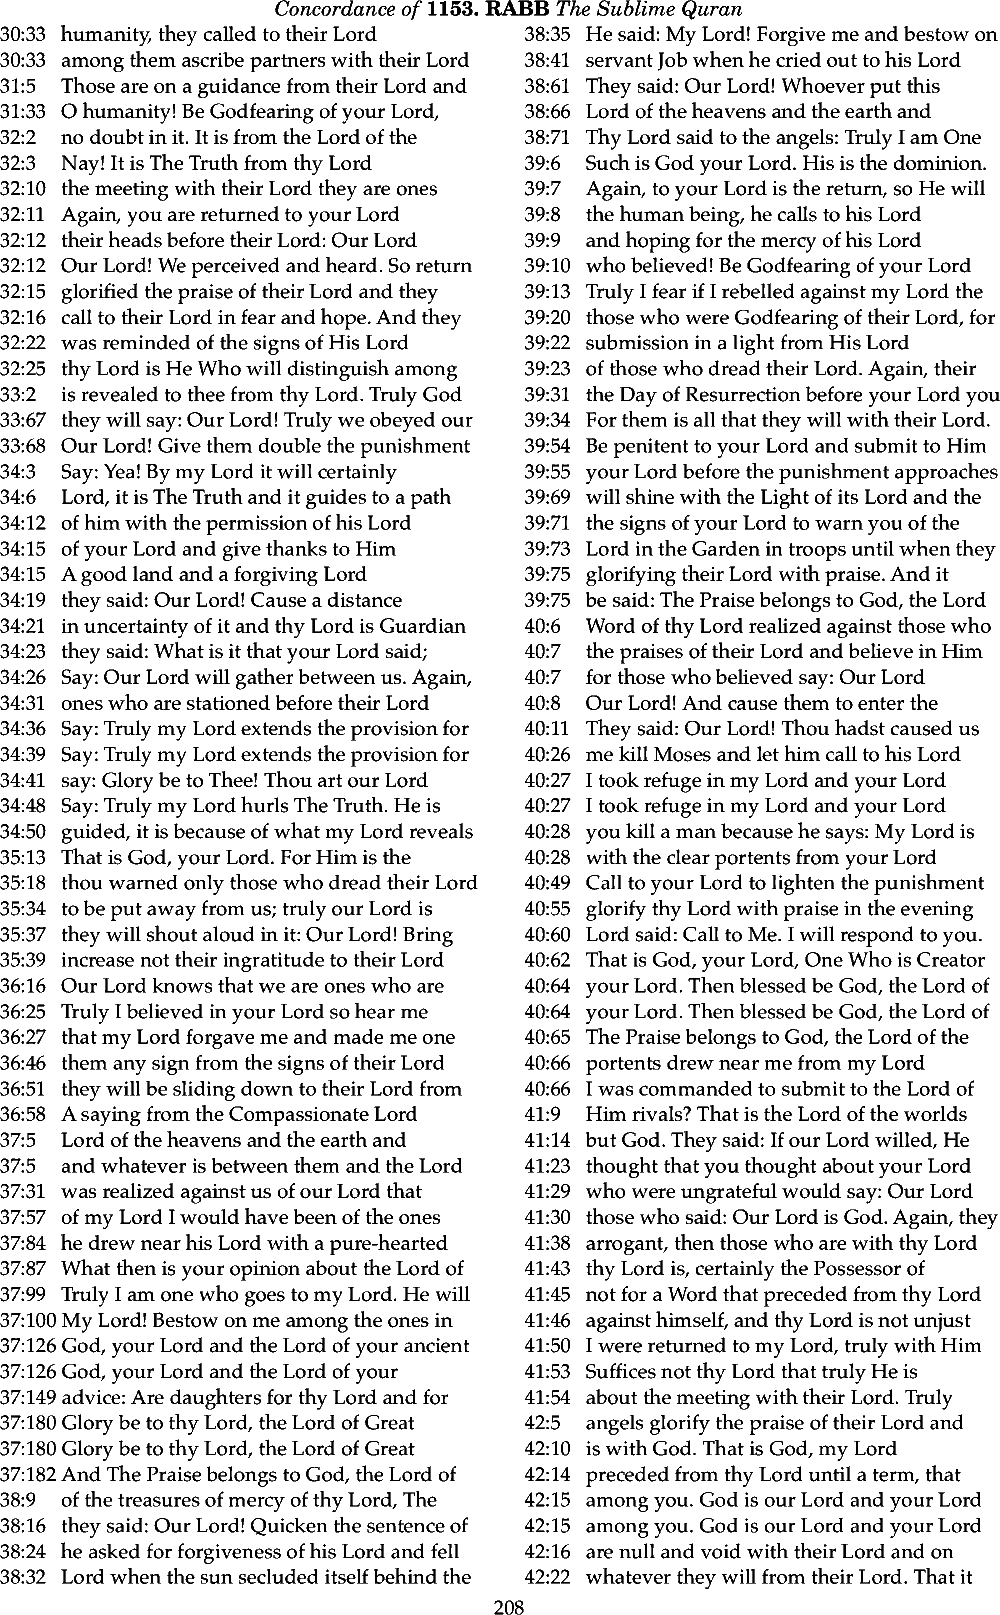 Concordance of 1153. RABB The Sublime Quran
30:33 humanity, they called to their Lord
30:33 among them ascribe partners with their Lord
31:5 Those are on a guidance from their Lord and
31:33 O humanity! Be Godfearing of your Lord,
32:2 no doubt in it. It is from the Lord of the
32:3 Nay! It is The Truth from thy Lord
32:10 the meeting with their Lord they are ones
32:11 Again, you are returned to your Lord
32:12 their heads before their Lord: Our Lord
32:12 Our Lord! We perceived and heard. So return
32:15 glorified the praise of their Lord and they
32:16 call to their Lord in fear and hope. And they
32:22 was reminded of the signs of His Lord
32:25 thy Lord is He Who will distinguish among
33:2 is revealed to thee from thy Lord. Truly God
33:67 they will say: Our Lord! Truly we obeyed our
33:68 Our Lord! Give them double the punishment
34:3 Say: Yea! By my Lord it will certainly
34:6 Lord, it is The Truth and it guides to a path
34:12 of him with the permission of his Lord
34:15 of your Lord and give thanks to Him
34:15 A good land and a forgiving Lord
34:19 they said: Our Lord! Cause a distance
34:21 in uncertainty of it and thy Lord is Guardian
34:23 they said: What is it that your Lord said;
34:26 Say: Our Lord will gather between us. Again,
34:31 ones who are stationed before their Lord
34:36 Say: Truly my Lord extends the provision for
34:39 Say: Truly my Lord extends the provision for
34:41 say: Glory be to Thee! Thou art our Lord
34:48 Say: Truly my Lord hurls The Truth. He is
34:50 guided, it is because of what my Lord reveals
35:13 That is God, your Lord. For Him is the
35:18 thou warned only those who dread their Lord
35:34 to be put away from us; truly our Lord is
35:37 they will shout aloud in it: Our Lord! Bring
35:39 increase not their ingratitude to their Lord
36:16 Our Lord knows that we are ones who are
36:25 Truly I believed in your Lord so hear me
36:27 that my Lord forgave me and made me one
36:46 them any sign from the signs of their Lord
36:51 they will be sliding down to their Lord from
36:58 A saying from the Compassionate Lord
37:5 Lord of the heavens and the earth and
37:5 and whatever is between them and the Lord
37:31 was realized against us of our Lord that
37:57 of my Lord I would have been of the ones
37:84 he drew near his Lord with a pure-hearted
37:87 What then is your opinion about the Lord of
37:99 Truly I am one who goes to my Lord. He will
37:100 My Lord! Bestow on me among the ones in
37:126 God, your Lord and the Lord of your ancient
37:126 God, your Lord and the Lord of your
37:149 advice: Are daughters for thy Lord and for
37:180 Glory be to thy Lord, the Lord of Great
37:180 Glory be to thy Lord, the Lord of Great
37:182 And The Praise belongs to God, the Lord of
38:9 of the treasures of mercy of thy Lord, The
38:16 they said: Our Lord! Quicken the sentence of
38:24 he asked for forgiveness of his Lord and fell
38:32 Lord when the sun secluded itself behind the
38:35 He said: My Lord! Forgive me and bestow on
38:41 servant Job when he cried out to his Lord
38:61 They said: Our Lord! Whoever put this
38:66 Lord of the heavens and the earth and
38:71 Thy Lord said to the angels: Truly I am One
39:6 Such is God your Lord. His is the dominion.
39:7 Again, to your Lord is the return, so He will
39:8 the human being, he calls to his Lord
39:9 and hoping for the mercy of his Lord
39:10 who believed! Be Godfearing of your Lord
39:13 Truly I fear if I rebelled against my Lord the
39:20 those who were Godfearing of their Lord, for
39:22 submission in a light from His Lord
39:23 of those who dread their Lord. Again, their
39:31 the Day of Resurrection before your Lord you
39:34 For them is all that they will with their Lord.
39:54 Be penitent to your Lord and submit to Him
39:55 your Lord before the punishment approaches
39:69 will shine with the Light of its Lord and the
39:71 the signs of your Lord to warn you of the
39:73 Lord in the Garden in troops until when they
39:75 glorifying their Lord with praise. And it
39:75 be said: The Praise belongs to God, the Lord
40:6 Word of thy Lord realized against those who
40:7 the praises of their Lord and believe in Him
40:7 for those who believed say: Our Lord
40:8 Our Lord! And cause them to enter the
40:11 They said: Our Lord! Thou hadst caused us
40:26 me kill Moses and let him call to his Lord
40:27 I took refuge in my Lord and your Lord
40:27 I took refuge in my Lord and your Lord
40:28 you kill a man because he says: My Lord is
40:28 with the clear portents from your Lord
40:49 Call to your Lord to lighten the punishment
40:55 glorify thy Lord with praise in the evening
40:60 Lord said: Call to Me. I will respond to you.
40:62 That is God, your Lord, One Who is Creator
40:64 your Lord. Then blessed be God, the Lord of
40:64 your Lord. Then blessed be God, the Lord of
40:65 The Praise belongs to God, the Lord of the
40:66 portents drew near me from my Lord
40:66 I was commanded to submit to the Lord of
41:9 Him rivals? That is the Lord of the worlds
41:14 but God. They said: If our Lord willed, He
41:23 thought that you thought about your Lord
41:29 who were ungrateful would say: Our Lord
41:30 those who said: Our Lord is God. Again, they
41:38 arrogant, then those who are with thy Lord
41:43 thy Lord is, certainly the Possessor of
41:45 not for a Word that preceded from thy Lord
41:46 against himself, and thy Lord is not unjust
41:50 I were returned to my Lord, truly with Him
41:53 Suffices not thy Lord that truly He is
41:54 about the meeting with their Lord. Truly
42:5 angels glorify the praise of their Lord and
42:10 is with God. That is God, my Lord
42:14 preceded from thy Lord until a term, that
42:15 among you. God is our Lord and your Lord
42:15 among you. God is our Lord and your Lord
42:16 are null and void with their Lord and on
42:22 whatever they will from their Lord. That it
208